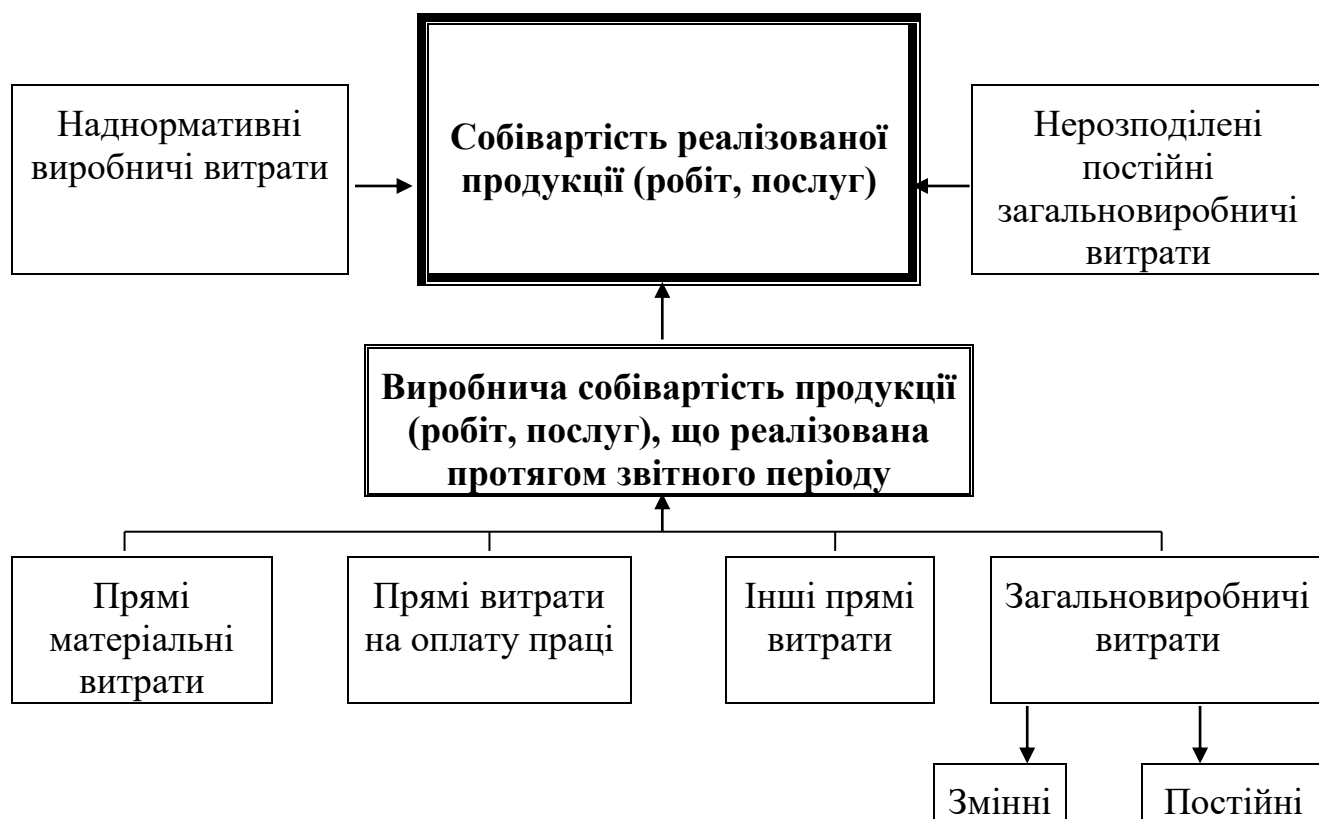 Наднормативні
виробничі витрати
Собівартість реалізованої
продукції (робіт, послуг)
Нерозподілені
постійні
загальновиробничі
витрати
Виробнича собівартість продукції
(робіт, послуг), що реалізована
протягом звітного періоду
Прямі
матеріальні
витрати
Прямі витрати
на оплату праці
Інші прямі
витрати
Загальновиробничі
витрати
Змінні
Постійні